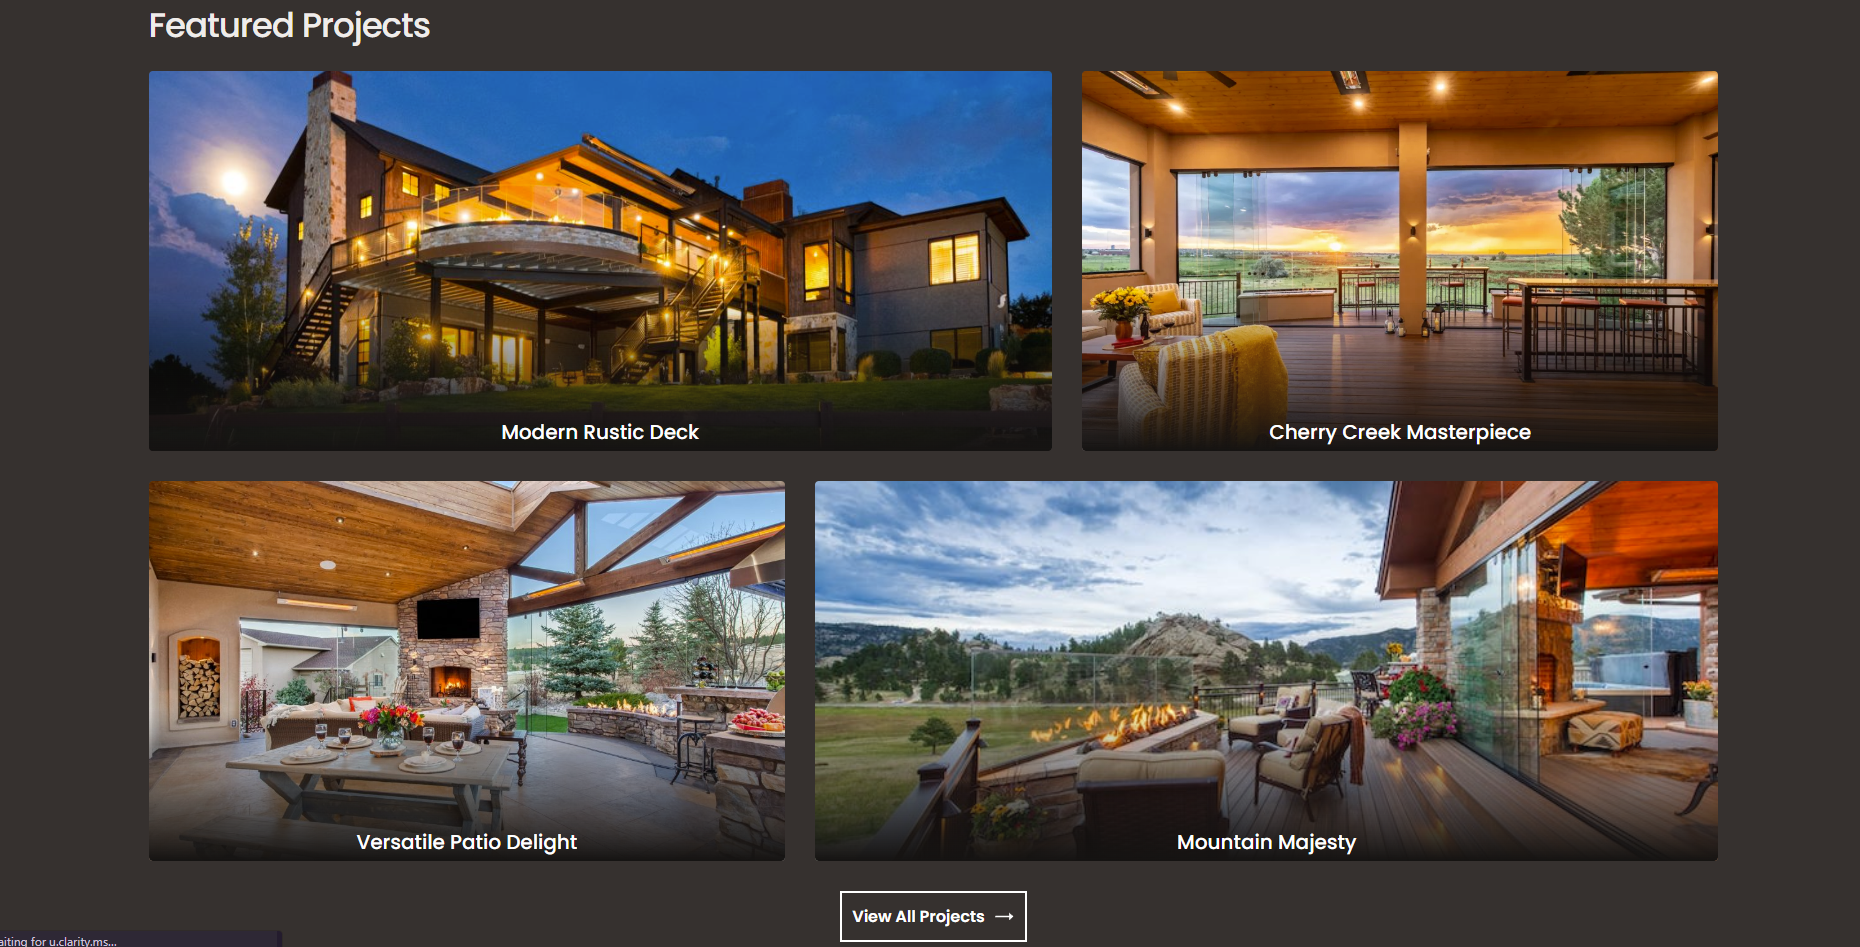 Featured Projects
Modern Rustic Deck
Cherry Creek Masterpiece
Versatile Patio Delight
Mountain Majesty
View All Projects →
aiting for u.clarity.ms...